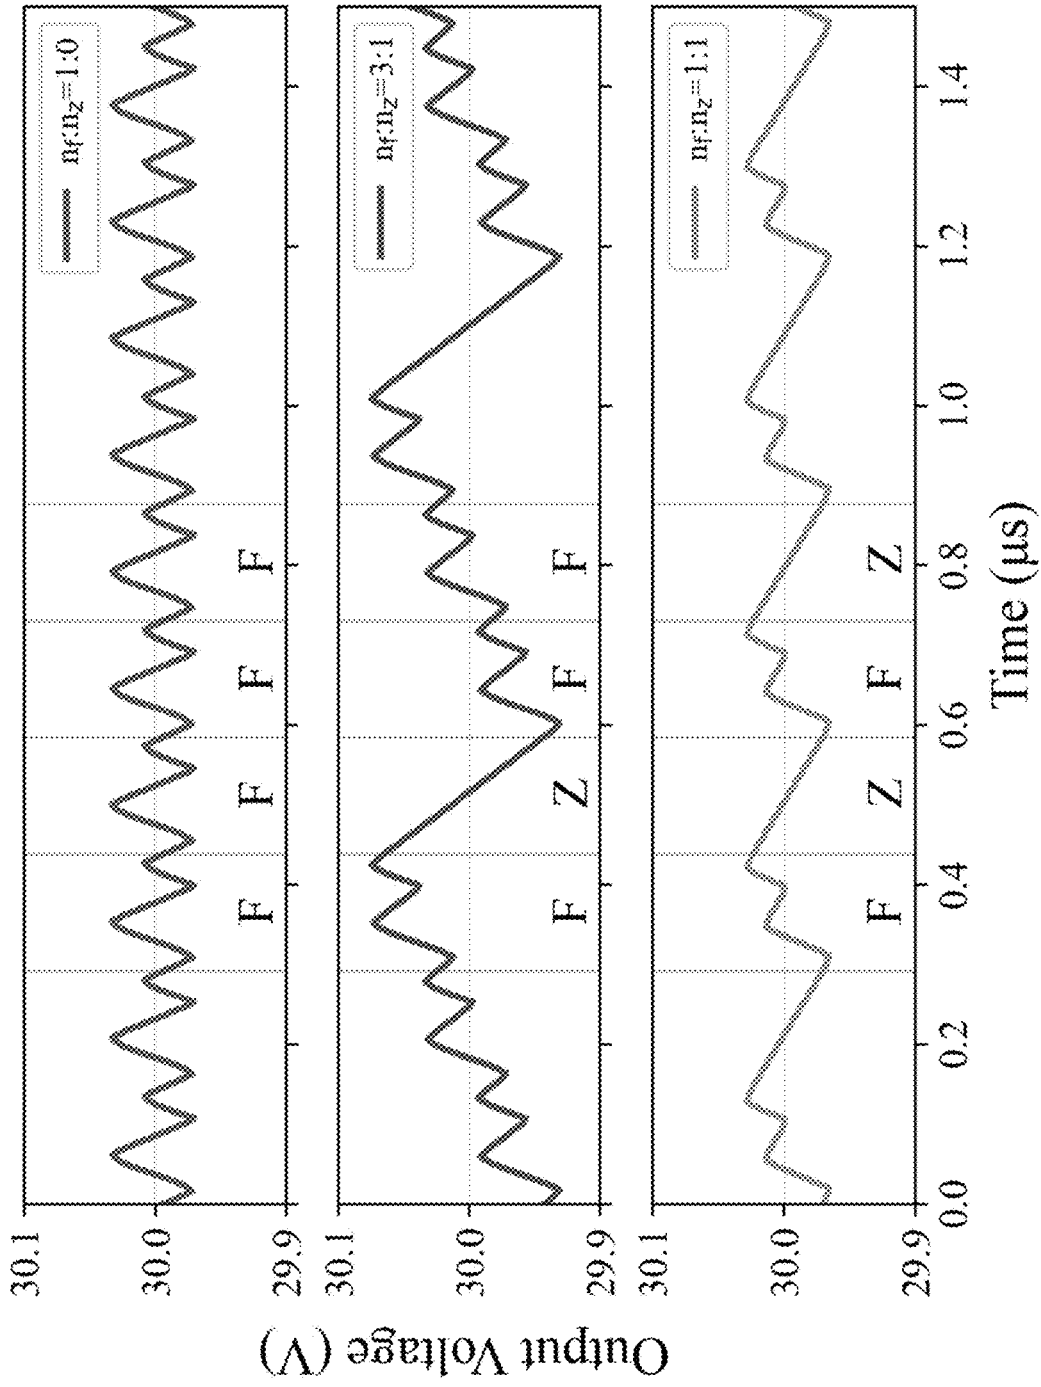 Output Voltage (V)
30.1
30.0
29.9
nf:nZ=1:0
F
F
F
F
30.1
30.0
29.9
nf:nZ=3:1
F
Z
F
F
30.1
30.0
29.9
nf:nZ=1:1
F
Z
F
Z
0.0 0.2 0.4 0.6 0.8 1.0 1.2 1.4
Time (μs)